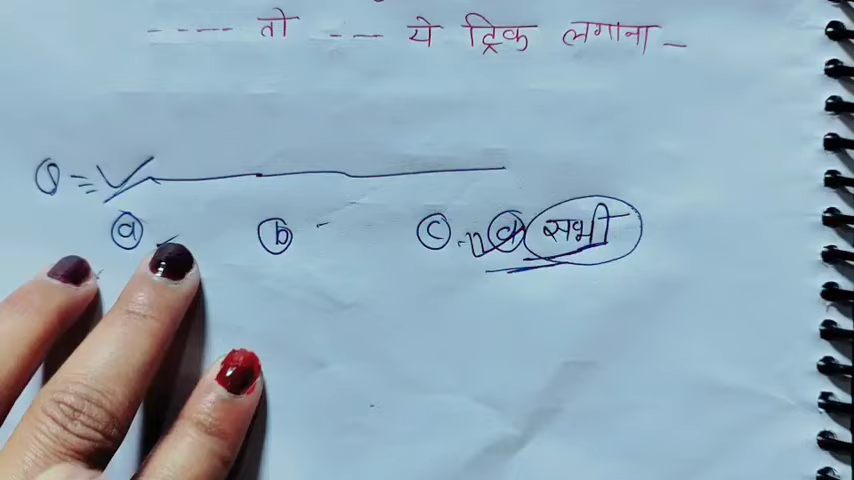 ---- तो --- ये ट्रिक लगाना -
Q =
a b c d सभी